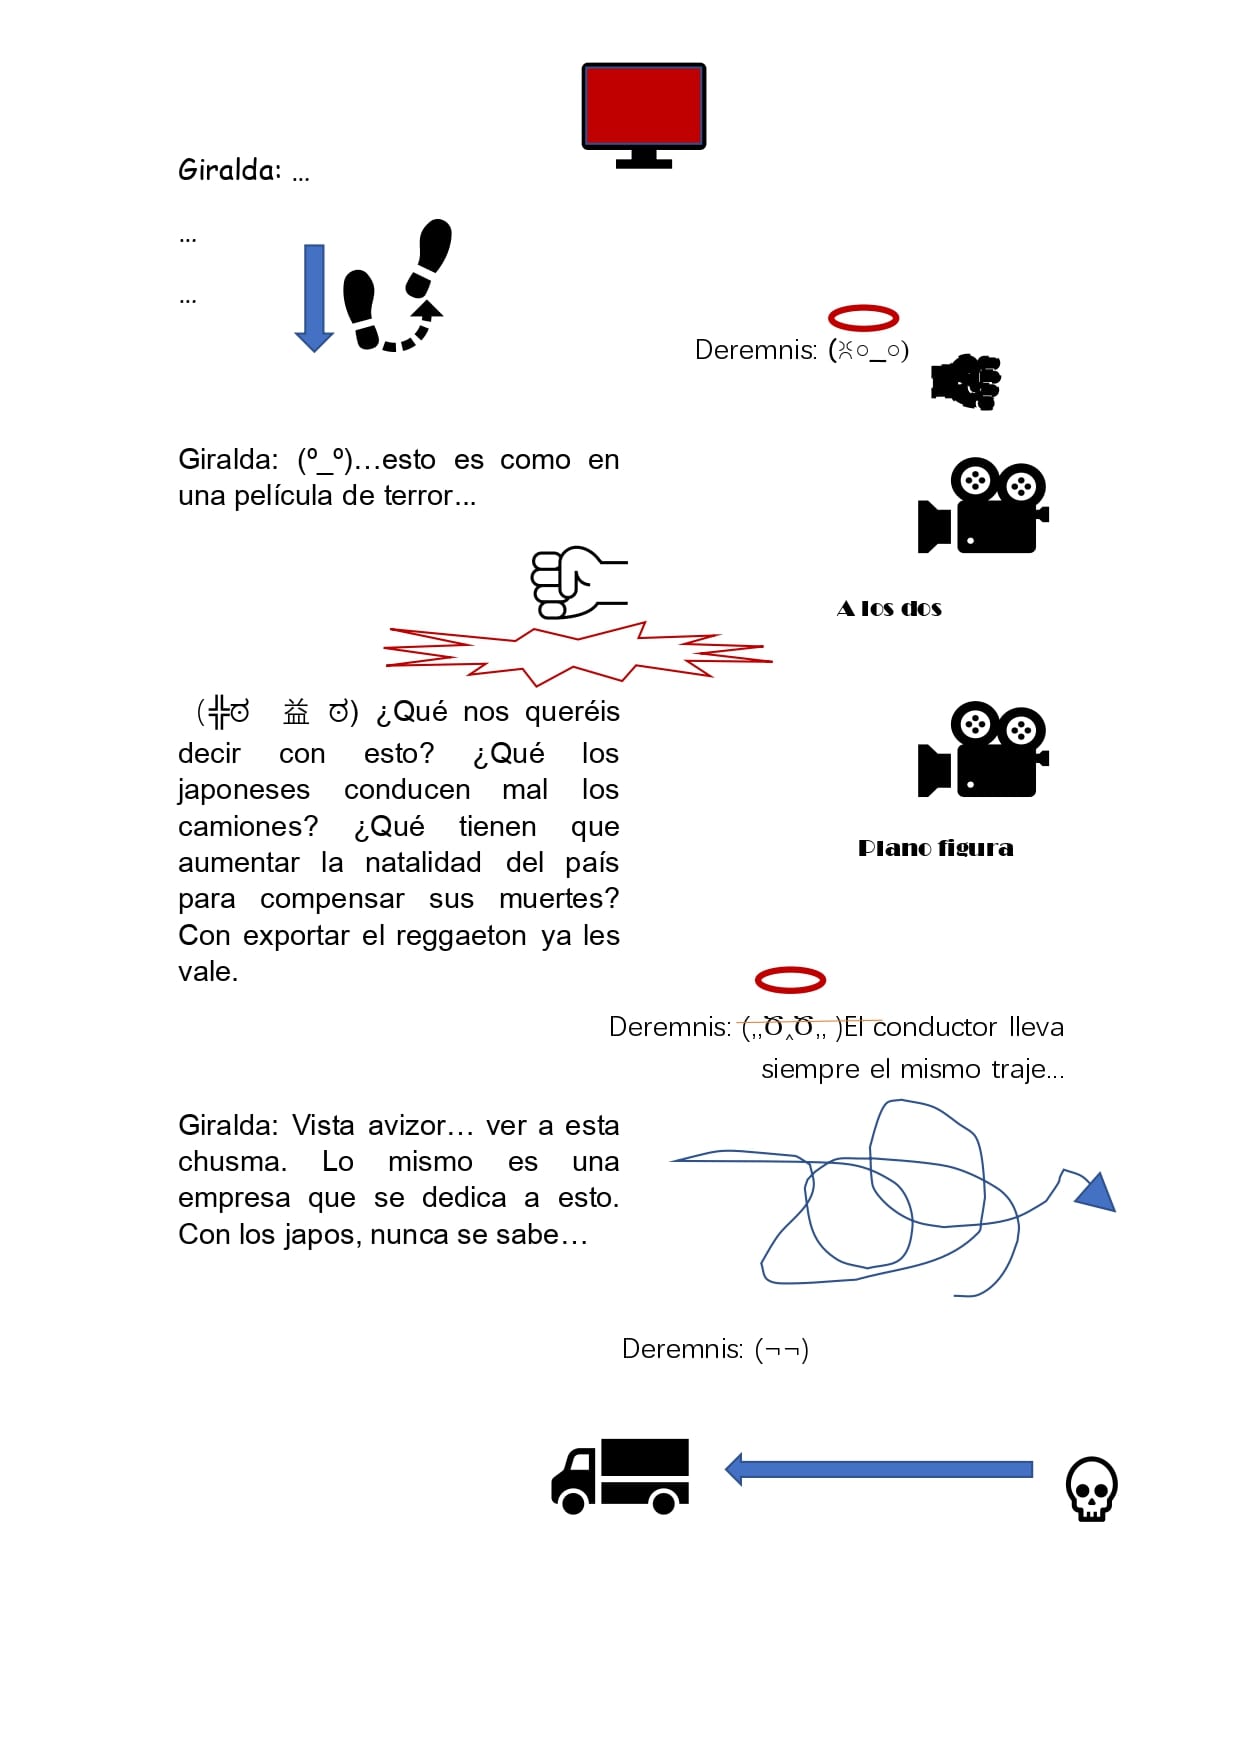 Giralda: ...
...
...
Deremnis: (ꐦ○_○)
Giralda: (º_º)…esto es como en
una película de terror...
A los dos
(╬ಠ 益 ಠ) ¿Qué nos queréis
decir con esto? ¿Qué los
japoneses conducen mal los
camiones? ¿Qué tienen que
aumentar la natalidad del país
para compensar sus muertes?
Con exportar el reggaeton ya les
vale.
Plano figura
Deremnis: (,,Ծ‸Ծ,, )El conductor lleva
siempre el mismo traje...
Giralda: Vista avizor… ver a esta
chusma. Lo mismo es una
empresa que se dedica a esto.
Con los japos, nunca se sabe…
Deremnis: (¬¬)